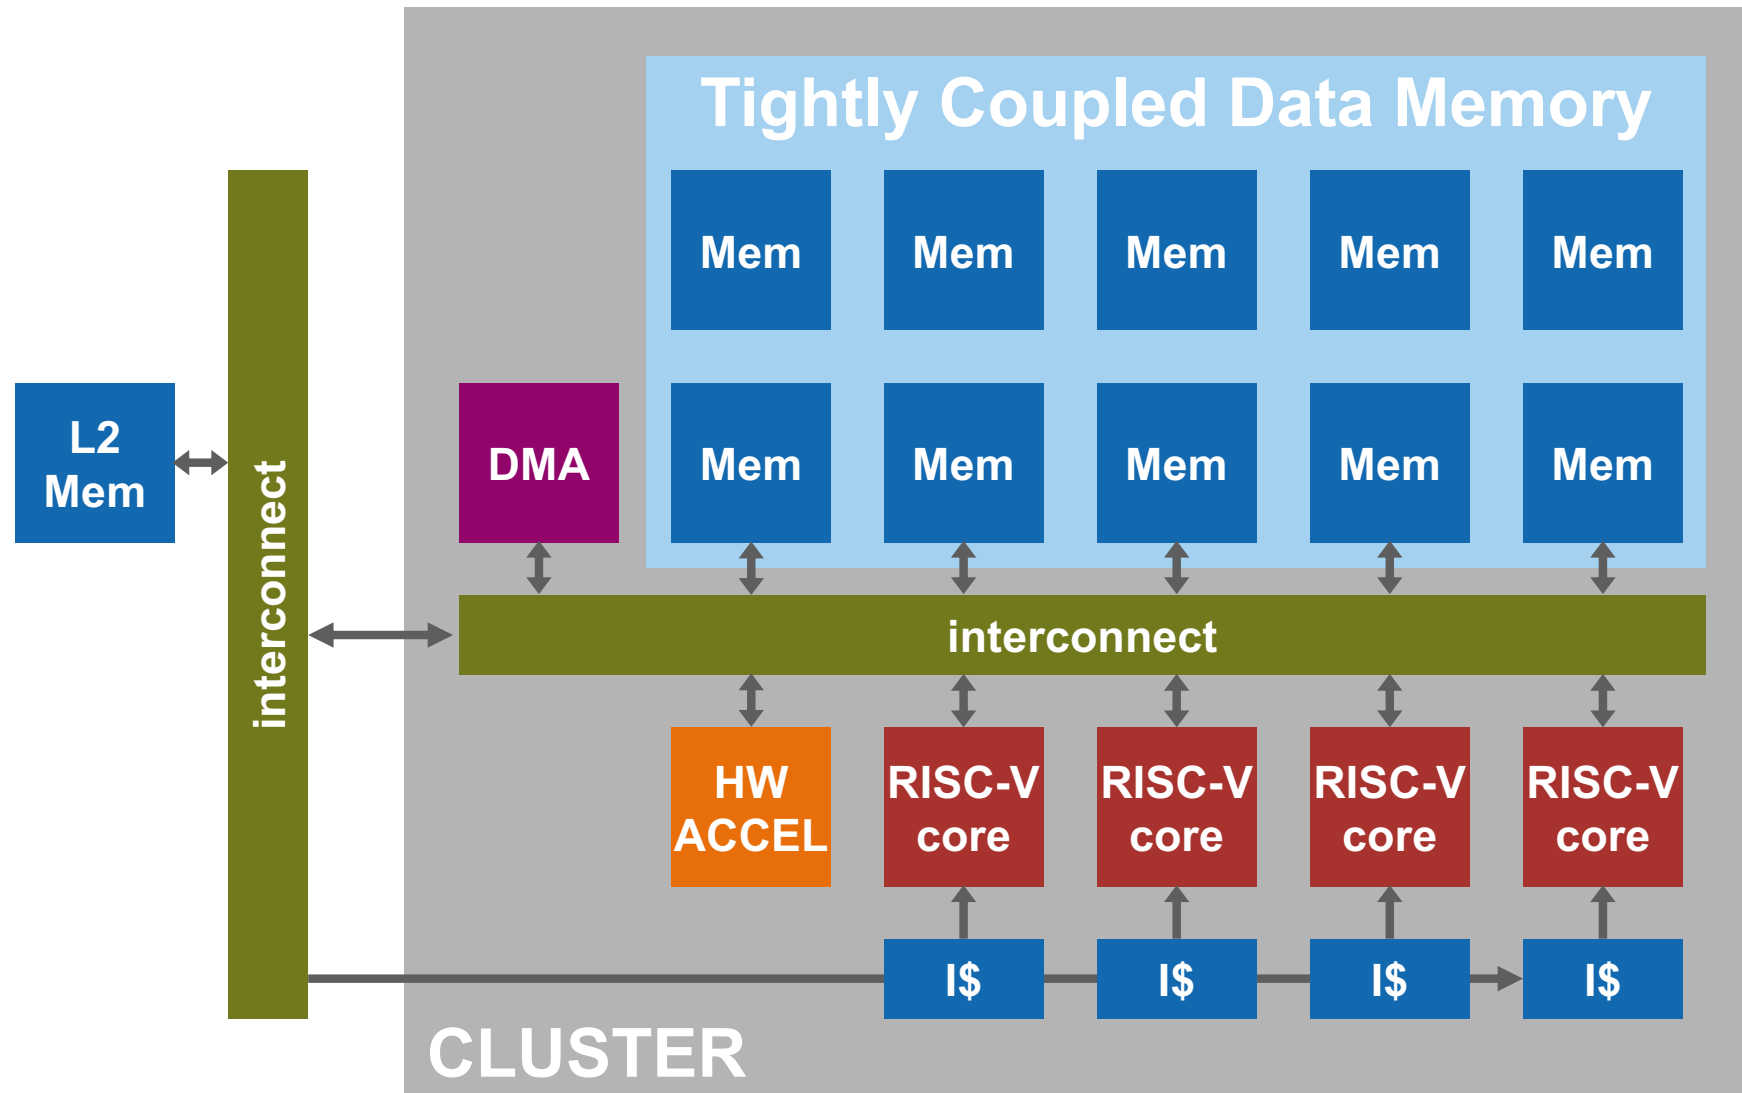 Tightly Coupled Data Memory
Mem
Mem
Mem
Mem
Mem
L2
Mem
interconnect
DMA
Mem
Mem
Mem
Mem
Mem
interconnect
HW
ACCEL
RISC-V
core
RISC-V
core
RISC-V
core
RISC-V
core
I$
I$
I$
I$
CLUSTER